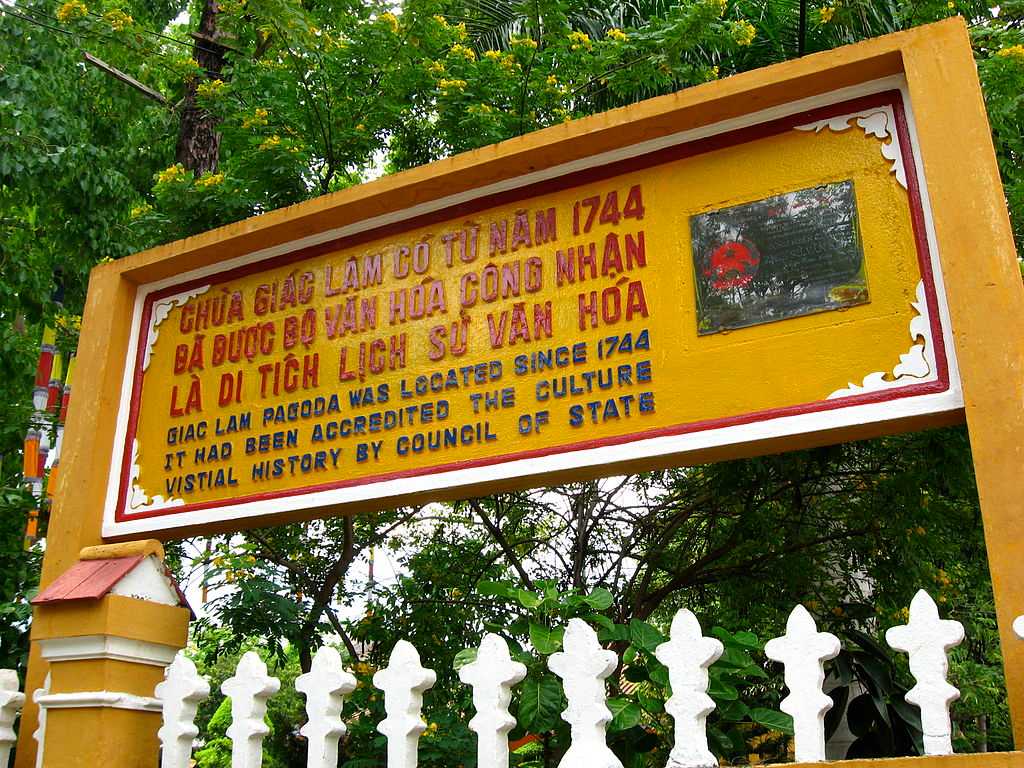 CHÙA GIÁC LÂM CÓ TỪ NĂM 1744
ĐÃ ĐƯỢC BỘ VĂN HÓA CÔNG NHẬN
LÀ DI TÍCH LỊCH SỬ VĂN HÓA
GIAC LAM PAGODA WAS LOCATED SINCE 1744
IT HAD BEEN ACCREDITED THE CULTURE
VISTIAL HISTORY BY COUNCIL OF STATE